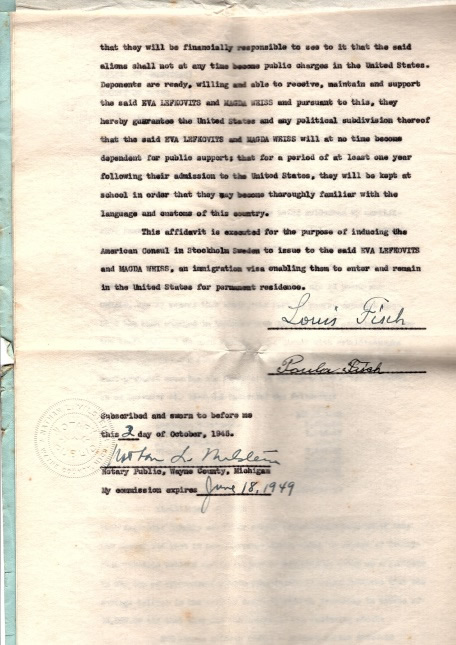 that they will be financially responsible to see to it that the said
aliens shall not at any time become public charges in the United States.
Deponents are ready, willing and able to receive, maintain and support
the said EVA LEFKOVITS and MAGDA WEISS and pursuant to this, they
hereby guarantee the United States and any political subdivision thereof
that the said EVA LEFKOVITS and MAGDA WEISS will at no time become
dependent for public support; that for a period of at least one year
following their admission to the United States, they will be kept at
school in order that they may become thoroughly familiar with the
language and customs of this country.
This affidavit is executed for the purpose of inducing the
American Consul in Stockholm Sweden to issue to the said EVA LEFKOVITS
and MAGDA WEISS, an immigration visa enabling them to enter and remain
in the United States for permanent residence.
Louis Fisch
Paula Fisch
Subscribed and sworn to before me
this 2 day of October, 1945.
Nathan L. Milstein
Notary Public, Wayne County, Michigan
My commission expires June 18, 1949